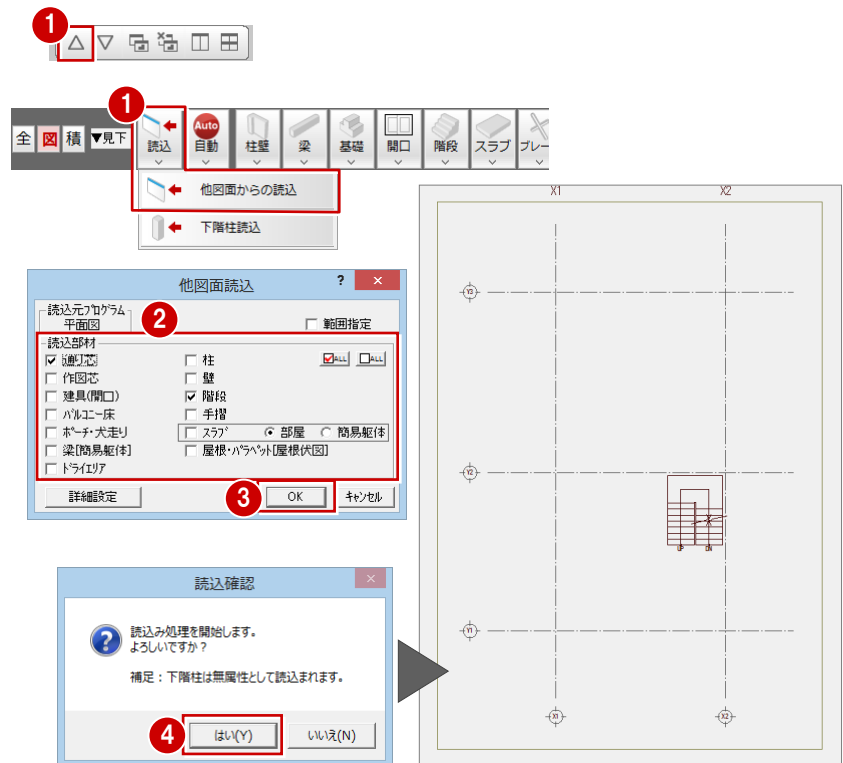 1
1
全 図 積 ▼見下
読込 Auto 自動 柱壁 梁 基礎 開口 階段 スラブ ブレー
他図面からの読込
下階柱読込
他図面読込 ? ×
読込元プログラム
平面図
2
範囲指定
読込部材
通り芯 柱 ALL ALL
作図芯 壁
建具(開口) 階段
バルコニー床 手摺
ポーチ・犬走り スラブ 部屋 簡易躯体
梁[簡易躯体] 屋根・パラペット[屋根伏図]
ドライエリア
詳細設定 3 OK キャンセル
読込確認 ×
読込み処理を開始します。
よろしいですか？
補足：下階柱は無属性として読込まれます。
4 はい(Y) いいえ(N)
X1 X2
Y3
Y2
UP DN
Y1
X1 X2